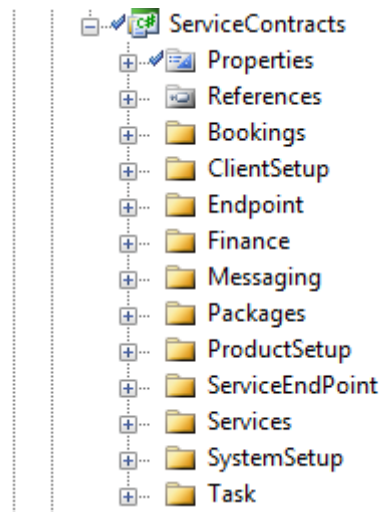 ServiceContracts
Properties
References
Bookings
ClientSetup
Endpoint
Finance
Messaging
Packages
ProductSetup
ServiceEndPoint
Services
SystemSetup
Task